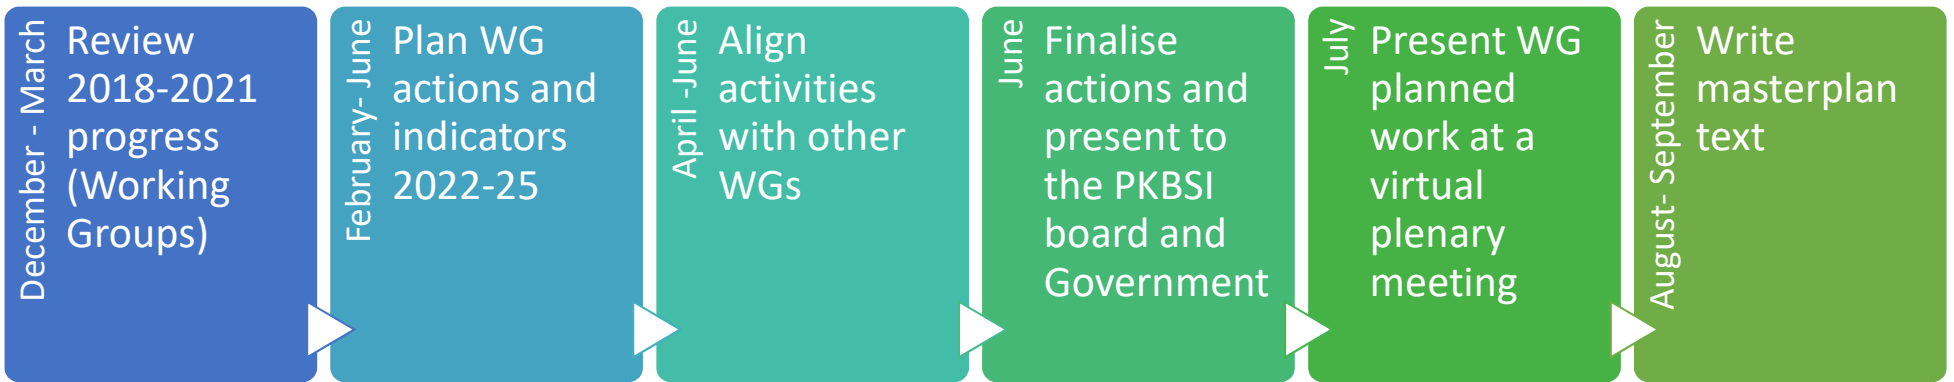 December - March
Review
2018-2021
progress
(Working
Groups)
February- June
Plan WG
actions and
indicators
2022-25
April -June
Align
activities
with other
WGs
June
Finalise
actions and
present to
the PKBSI
board and
Government
July
Present WG
planned
work at a
virtual
plenary
meeting
August- September
Write
masterplan
text